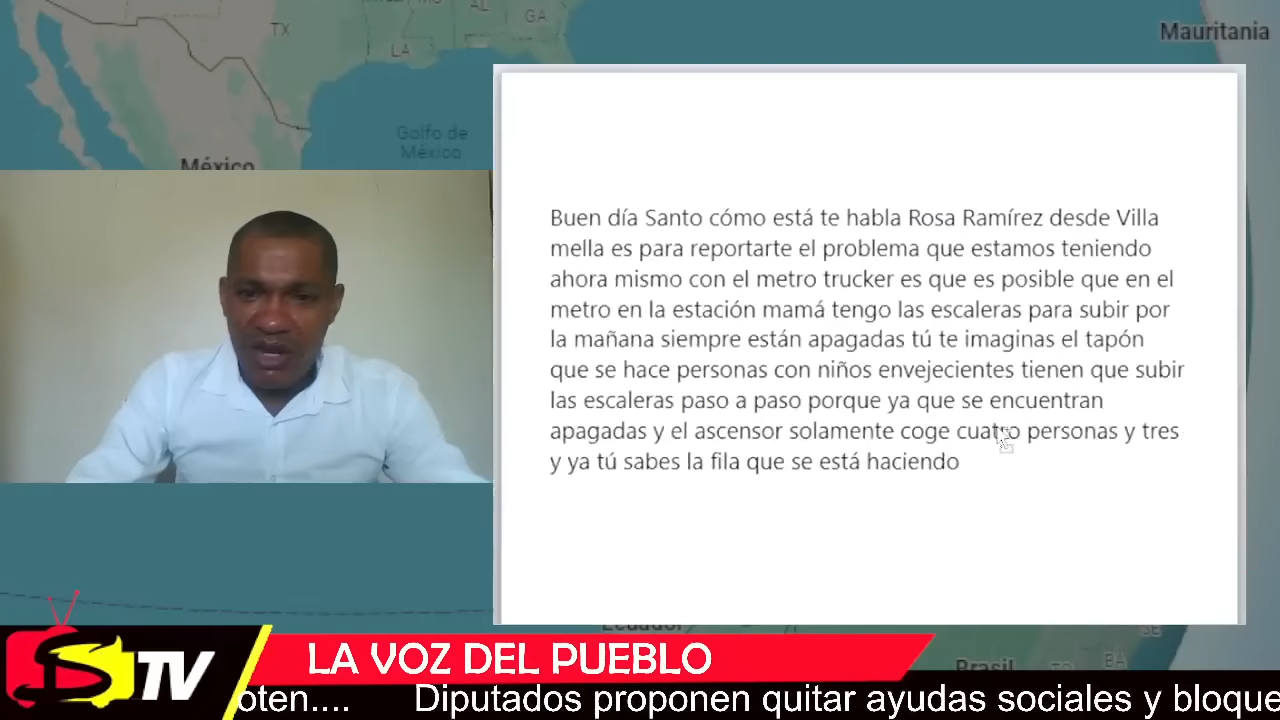 TX
AL
GA
LA
Mauritania
Golfo de
México
México
Buen día Santo cómo está te habla Rosa Ramírez desde Villa
mella es para reportarte el problema que estamos teniendo
ahora mismo con el metro trucker es que es posible que en el
metro en la estación mamá tengo las escaleras para subir por
la mañana siempre están apagadas tú te imaginas el tapón
que se hace personas con niños envejecientes tienen que subir
las escaleras paso a paso porque ya que se encuentran
apagadas y el ascensor solamente coge cuatro personas y tres
y ya tú sabes la fila que se está haciendo
Ecuador
SE
Brasil
TO
BA
STV
LA VOZ DEL PUEBLO
oten.... Diputados proponen quitar ayudas sociales y bloque